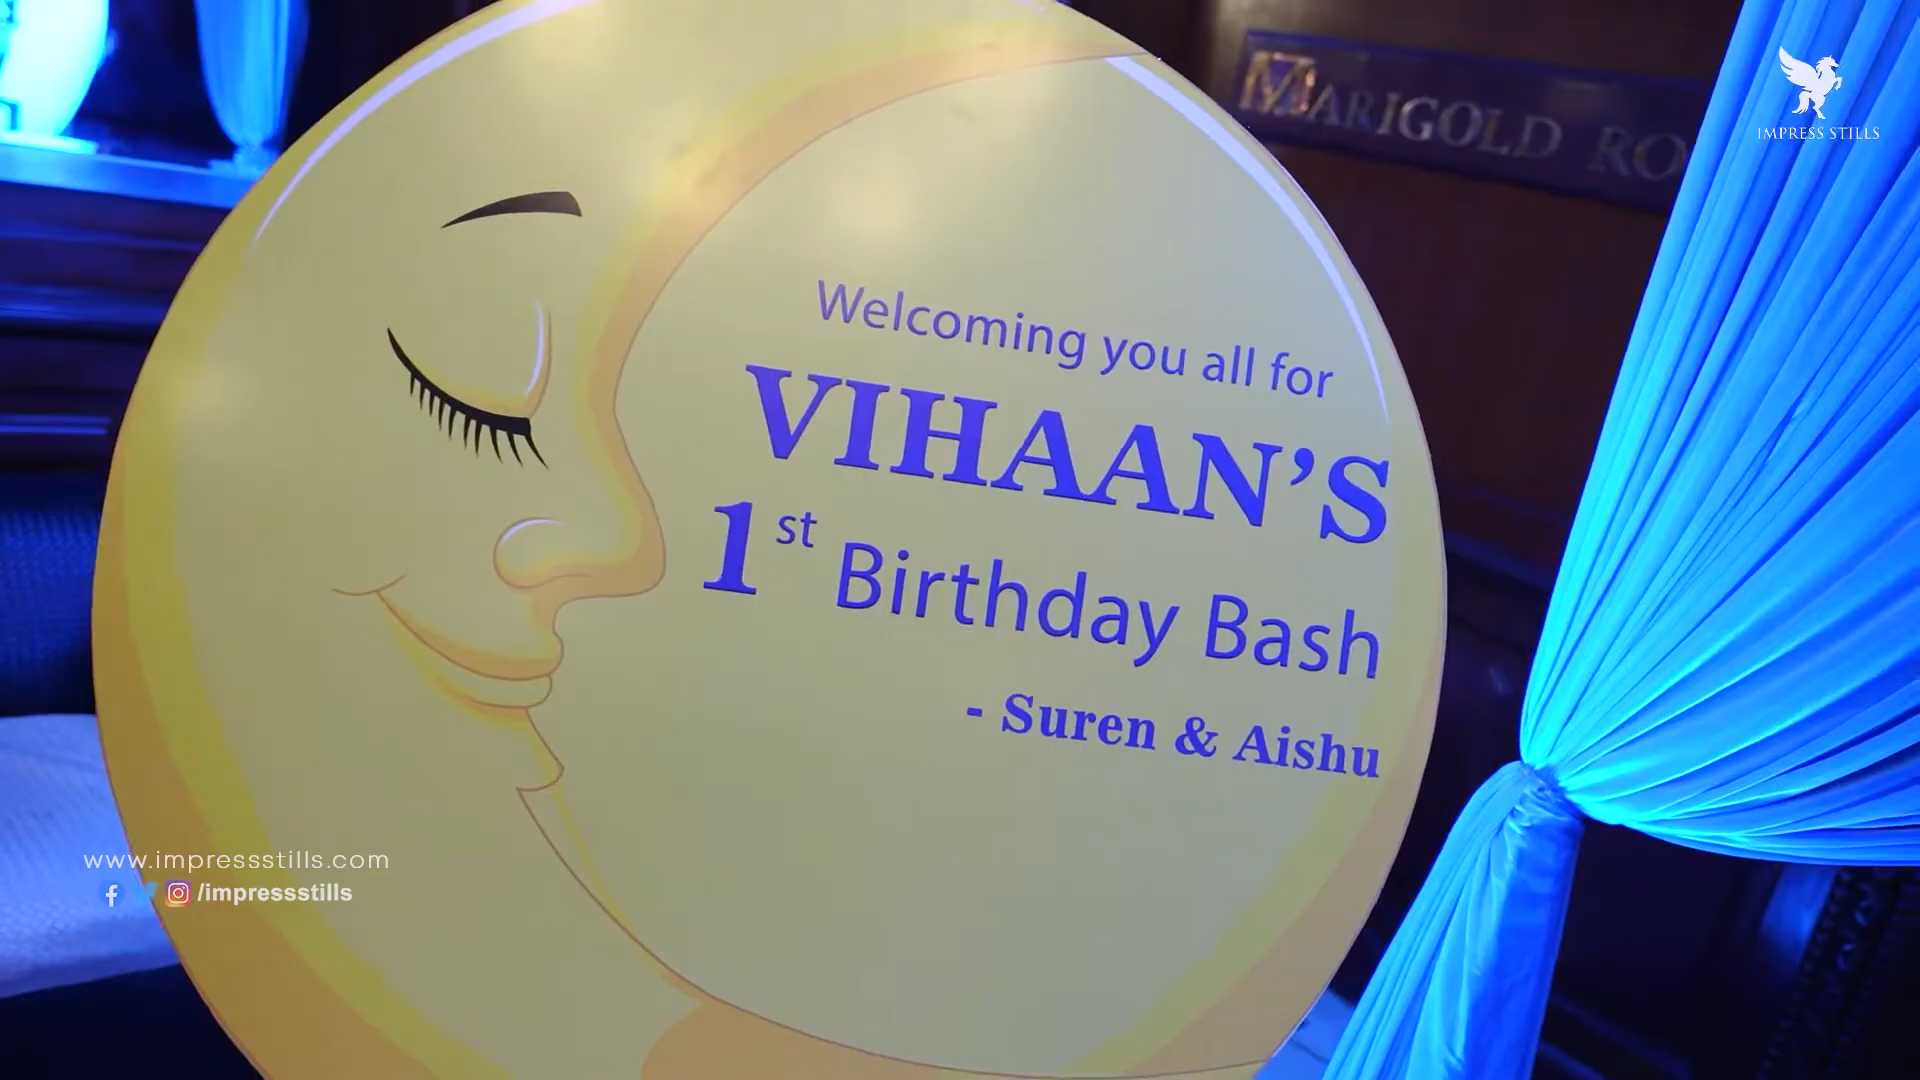 MARIGOLD RO
IMPRESS STILLS
Welcoming you all for
VIHAAN'S
1st Birthday Bash
- Suren & Aishu
www.impressstills.com
/impressstills